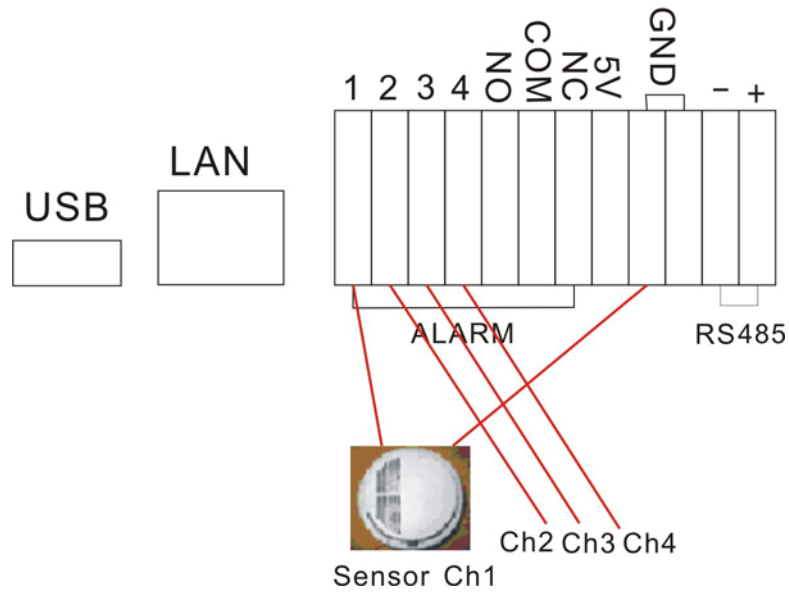 1 2 3 4 NO COM NC 5V GND - +
LAN
USB
ALARM
RS485
Ch2 Ch3 Ch4
Sensor Ch1